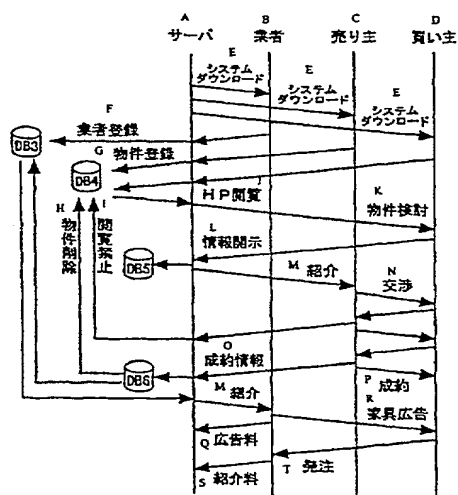 A
サーバ
B
業者
C
売り主
D
買い主
E
システム
ダウンロード
E
システム
ダウンロード
E
システム
ダウンロード
F
業者登録
DB3
G
物件登録
DB4
J
HP閲覧
K
物件検討
H
物件削除
I
閲覧禁止
L
情報開示
DB5
M 紹介
N
交渉
O
成約情報
DB6
P 成約
M 紹介
R
家具広告
Q 広告料
T 発注
S 紹介料